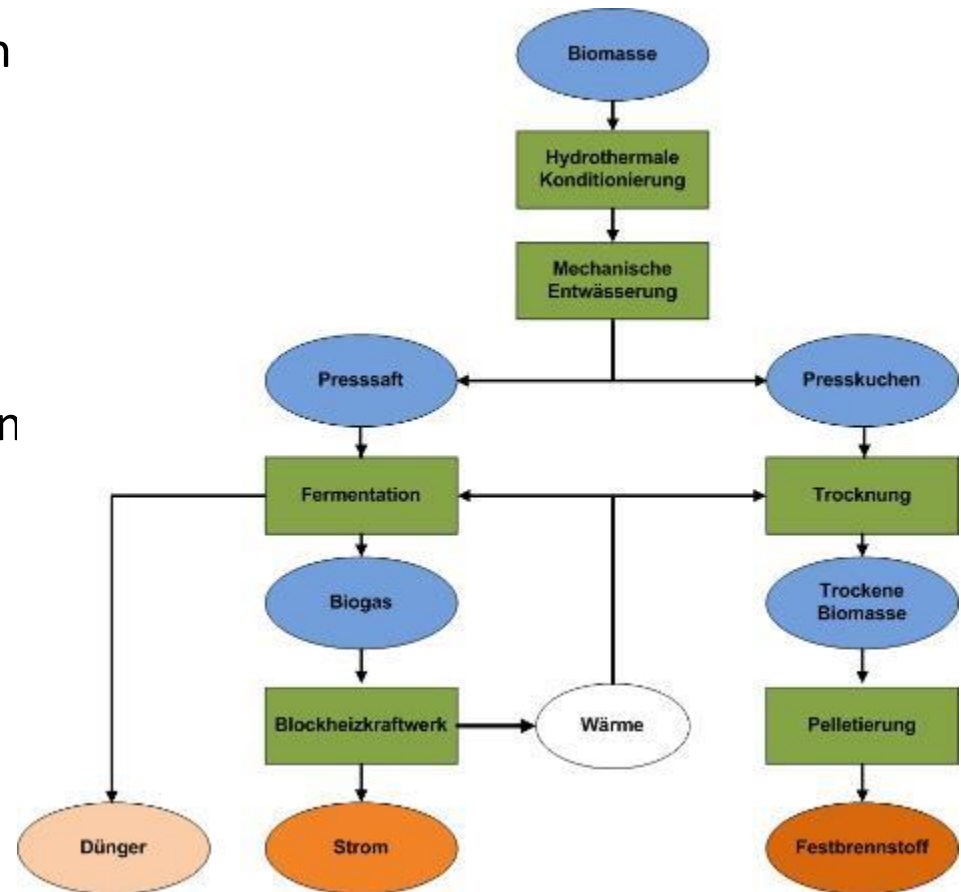 Biomasse
Hydrothermale
Konditionierung
Mechanische
Entwässerung
Presssaft
Presskuchen
Fermentation
Trocknung
Biogas
Trockene
Biomasse
Blockheizkraftwerk
Wärme
Pelletierung
Dünger
Strom
Festbrennstoff